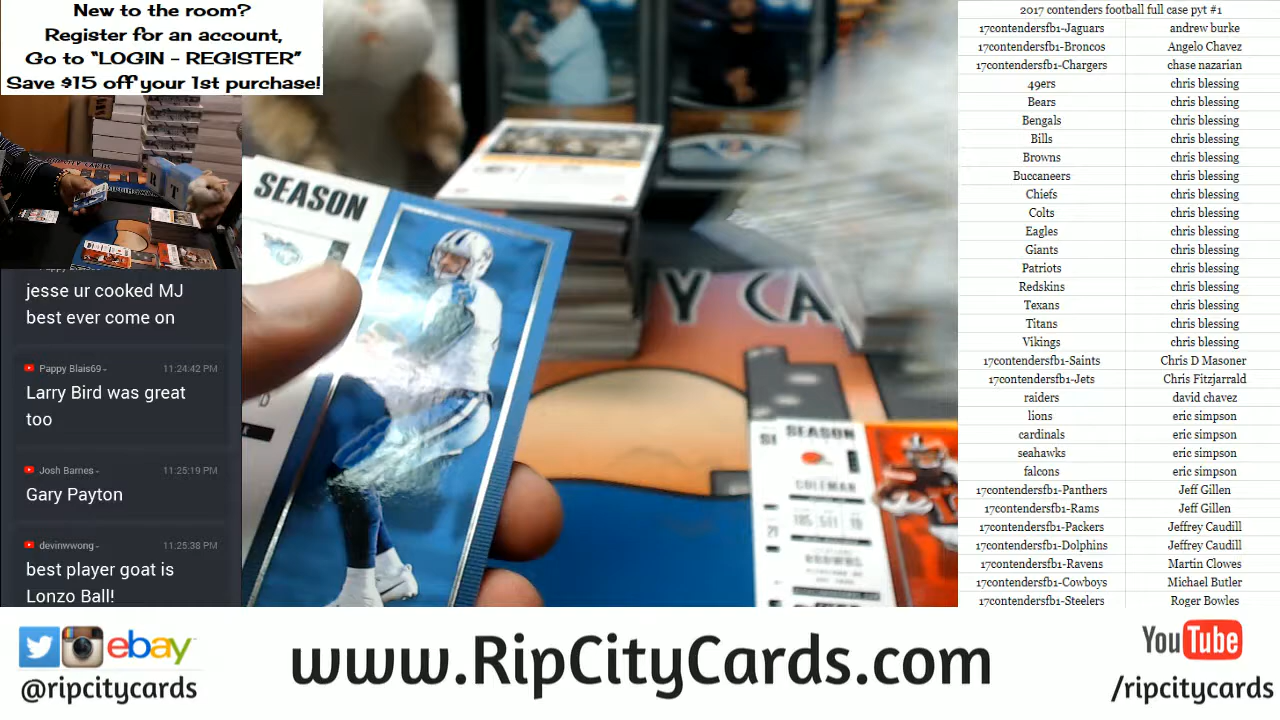 New to the room?
Register for an account,
Go to "LOGIN - REGISTER"
Save $15 off your 1st purchase!
jesse ur cooked MJ
best ever come on
Pappy Blais69 - 11:24:42 PM
Larry Bird was great
too
Josh Barnes - 11:25:19 PM
Gary Payton
devinwwong - 11:25:38 PM
best player goat is
Lonzo Ball!
SEASON
Y CA
SEASON
COLEMAN
BROWNS
2017 contenders football full case pyt #1
17contendersfb1-Jaguars andrew burke
17contendersfb1-Broncos Angelo Chavez
17contendersfb1-Chargers chase nazarian
49ers chris blessing
Bears chris blessing
Bengals chris blessing
Bills chris blessing
Browns chris blessing
Buccaneers chris blessing
Chiefs chris blessing
Colts chris blessing
Eagles chris blessing
Giants chris blessing
Patriots chris blessing
Redskins chris blessing
Texans chris blessing
Titans chris blessing
Vikings chris blessing
17contendersfb1-Saints Chris D Masoner
17contendersfb1-Jets Chris Fitzjarrald
raiders david chavez
lions eric simpson
cardinals eric simpson
seahawks eric simpson
falcons eric simpson
17contendersfb1-Panthers Jeff Gillen
17contendersfb1-Rams Jeff Gillen
17contendersfb1-Packers Jeffrey Caudill
17contendersfb1-Dolphins Jeffrey Caudill
17contendersfb1-Ravens Martin Clowes
17contendersfb1-Cowboys Michael Butler
17contendersfb1-Steelers Roger Bowles
ebay
@ripcitycards
www.RipCityCards.com
YouTube
/ripcitycards